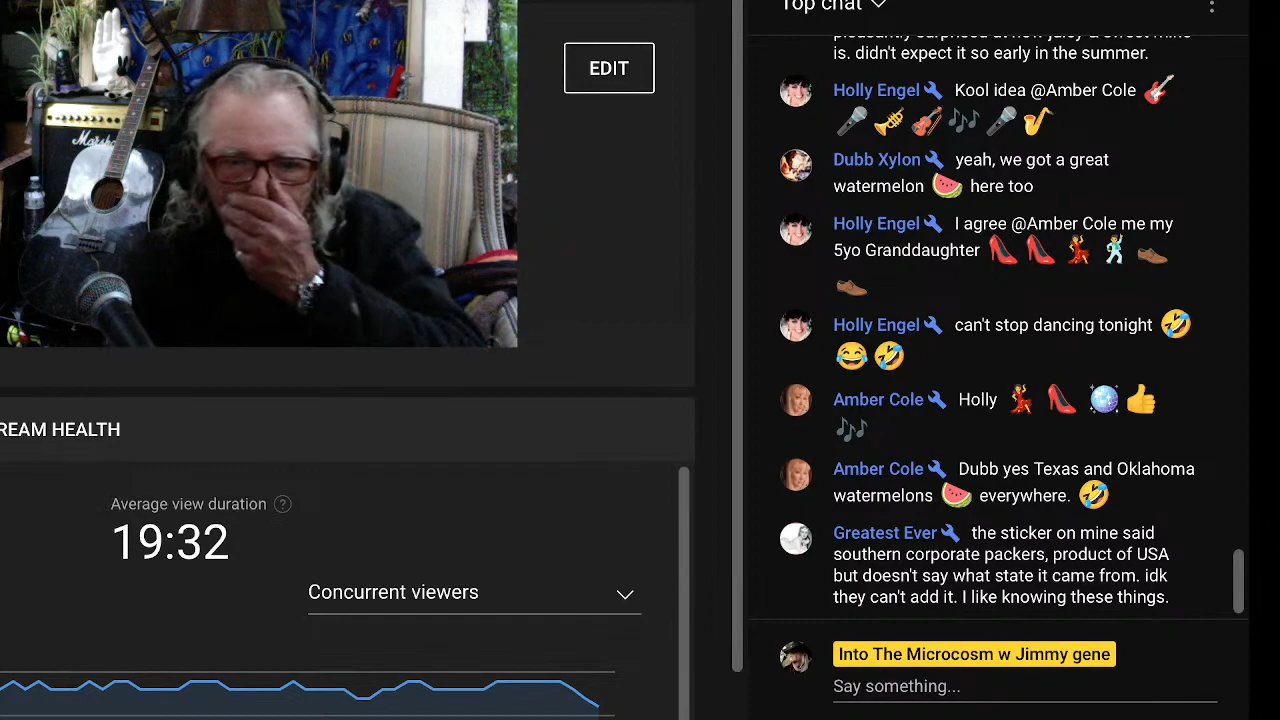 Top chat
is. didn't expect it so early in the summer.
EDIT
Holly Engel Kool idea @Amber Cole
Marshall
Dubb Xylon yeah, we got a great
watermelon here too
Holly Engel I agree @Amber Cole me my
5yo Granddaughter
Holly Engel can't stop dancing tonight
Amber Cole Holly
REAM HEALTH
Amber Cole Dubb yes Texas and Oklahoma
watermelons everywhere.
Average view duration ?
19:32
Greatest Ever the sticker on mine said
southern corporate packers, product of USA
but doesn't say what state it came from. idk
they can't add it. I like knowing these things.
Concurrent viewers
Into The Microcosm w Jimmy gene
Say something...